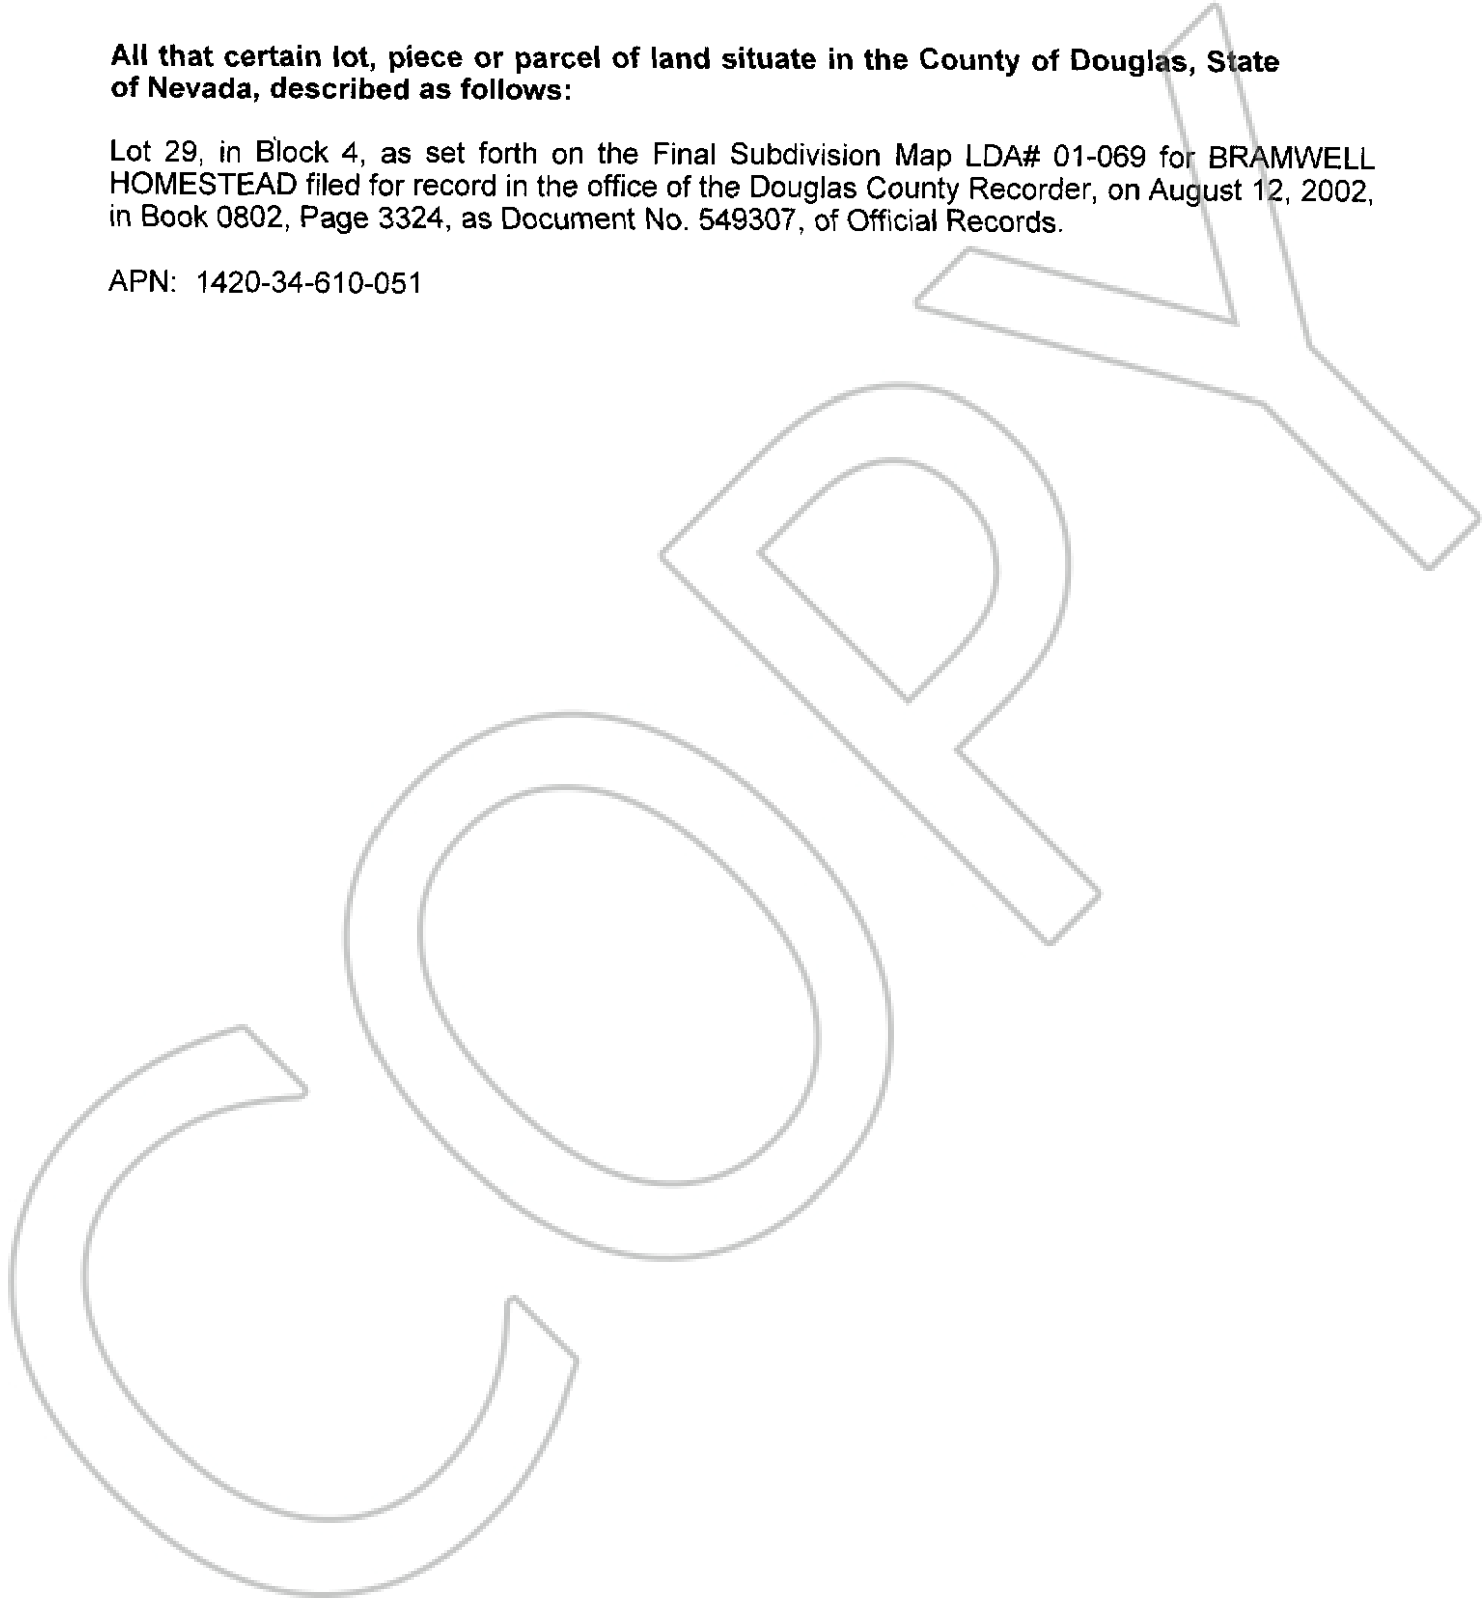 All that certain lot, piece or parcel of land situate in the County of Douglas, State
of Nevada, described as follows:
Lot 29, in Block 4, as set forth on the Final Subdivision Map LDA# 01-069 for BRAMWELL
HOMESTEAD filed for record in the office of the Douglas County Recorder, on August 12, 2002,
in Book 0802, Page 3324, as Document No. 549307, of Official Records.
APN: 1420-34-610-051
COPY